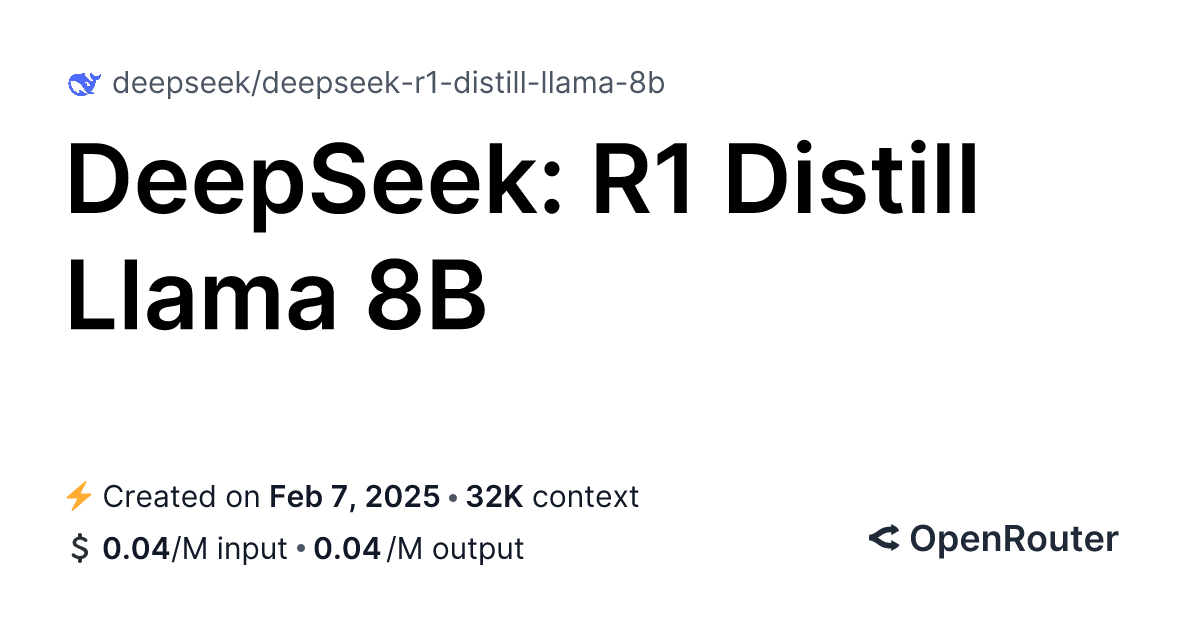 deepseek/deepseek-r1-distill-llama-8b
DeepSeek: R1 Distill
Llama 8B
⚡ Created on Feb 7, 2025 • 32K context
$ 0.04/M input • 0.04 /M output
OpenRouter